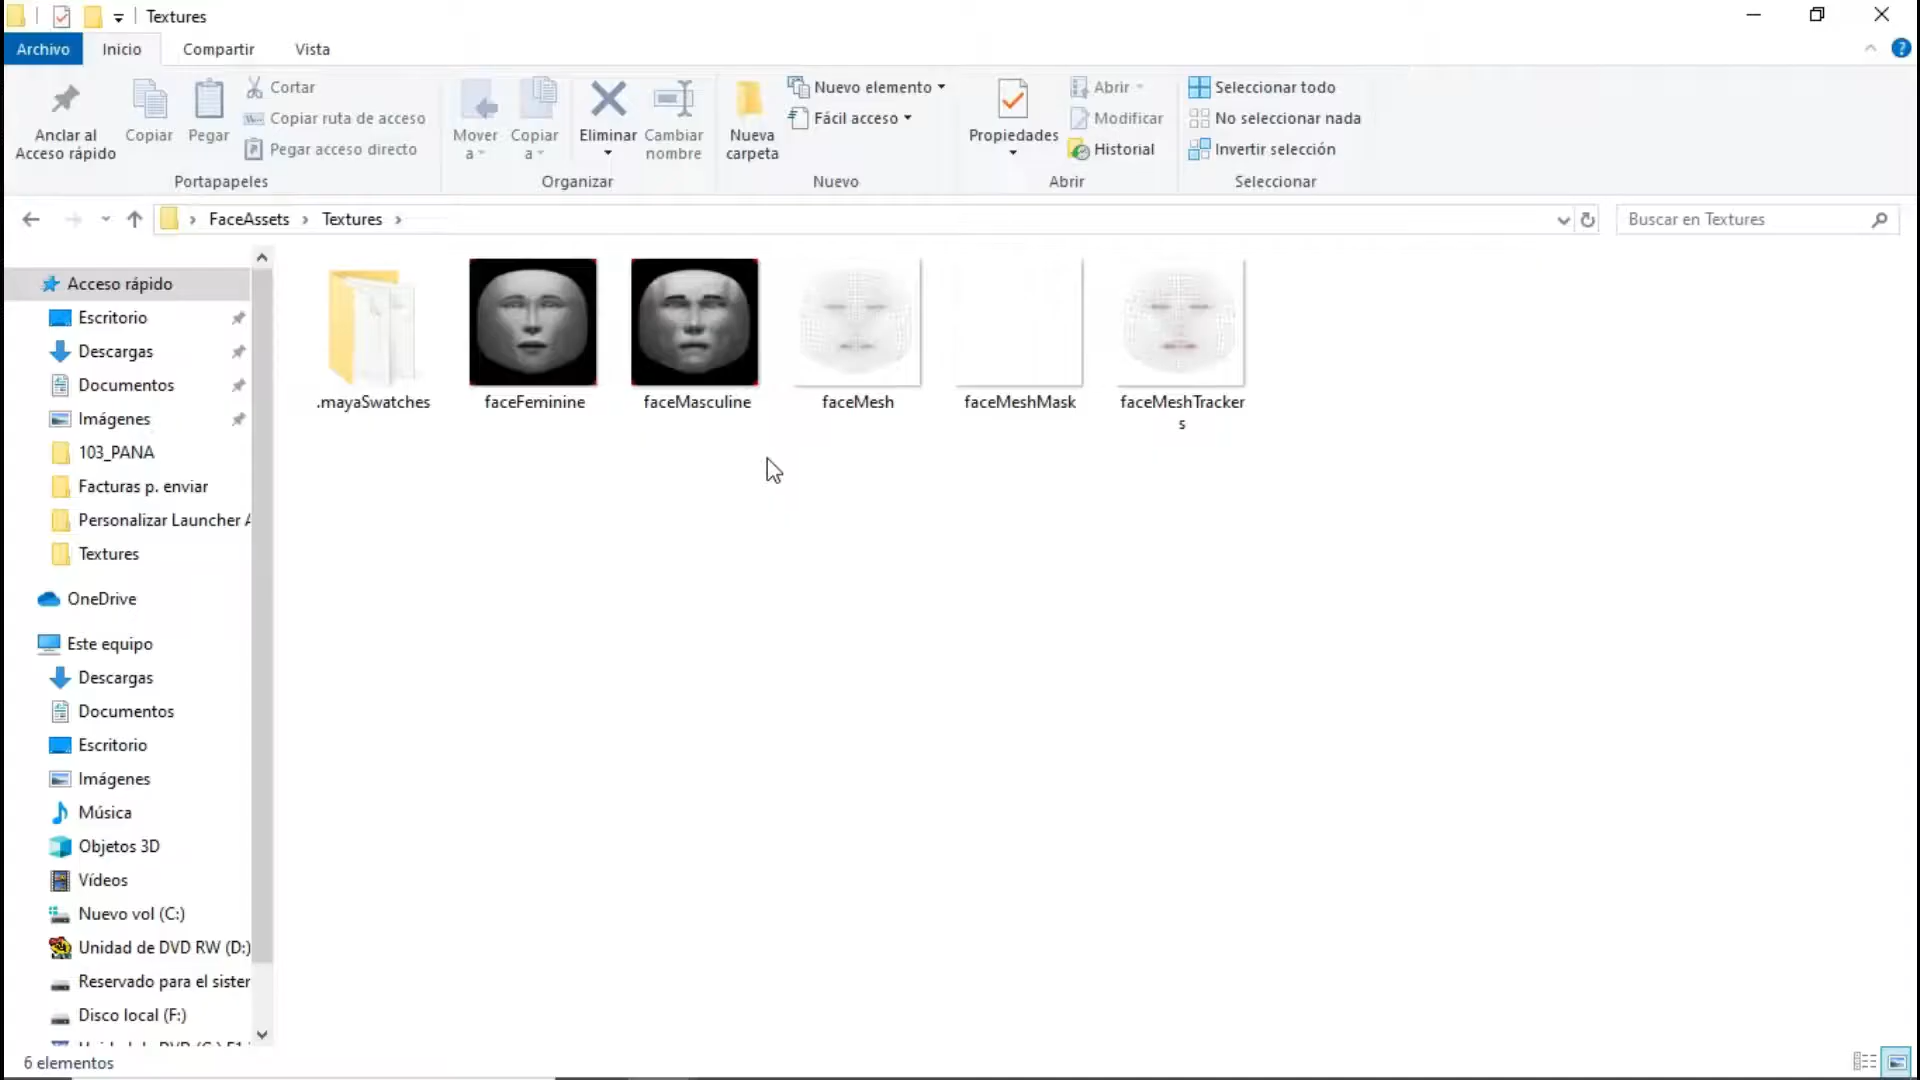 Textures
Archivo Inicio Compartir Vista
Anclar al
Acceso rápido
Copiar
Pegar
Cortar
Copiar ruta de acceso
Pegar acceso directo
Portapapeles
Mover
a
Copiar
a
Eliminar
Cambiar
nombre
Organizar
Nueva
carpeta
Nuevo elemento
Fácil acceso
Nuevo
Propiedades
Abrir
Modificar
Historial
Abrir
Seleccionar todo
No seleccionar nada
Invertir selección
Seleccionar
FaceAssets > Textures >
Buscar en Textures
Acceso rápido
Escritorio
Descargas
Documentos
Imágenes
103_PANA
Facturas p. enviar
Personalizar Launcher
Textures
OneDrive
Este equipo
Descargas
Documentos
Escritorio
Imágenes
Música
Objetos 3D
Vídeos
Nuevo vol (C:)
Unidad de DVD RW (D:)
Reservado para el sister
Disco local (F:)
.mayaSwatches
faceFeminine
faceMasculine
faceMesh
faceMeshMask
faceMeshTracker
s
6 elementos